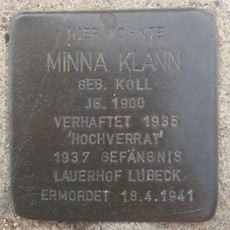 HIER WOHNTE
MINNA KLANN
GEB. KOLL
JG. 1900
VERHAFTET 1935
'HOCHVERRAT'
1937 GEFÄNGNIS
LAUERHOF LÜBECK
ERMORDET 18.4.1941